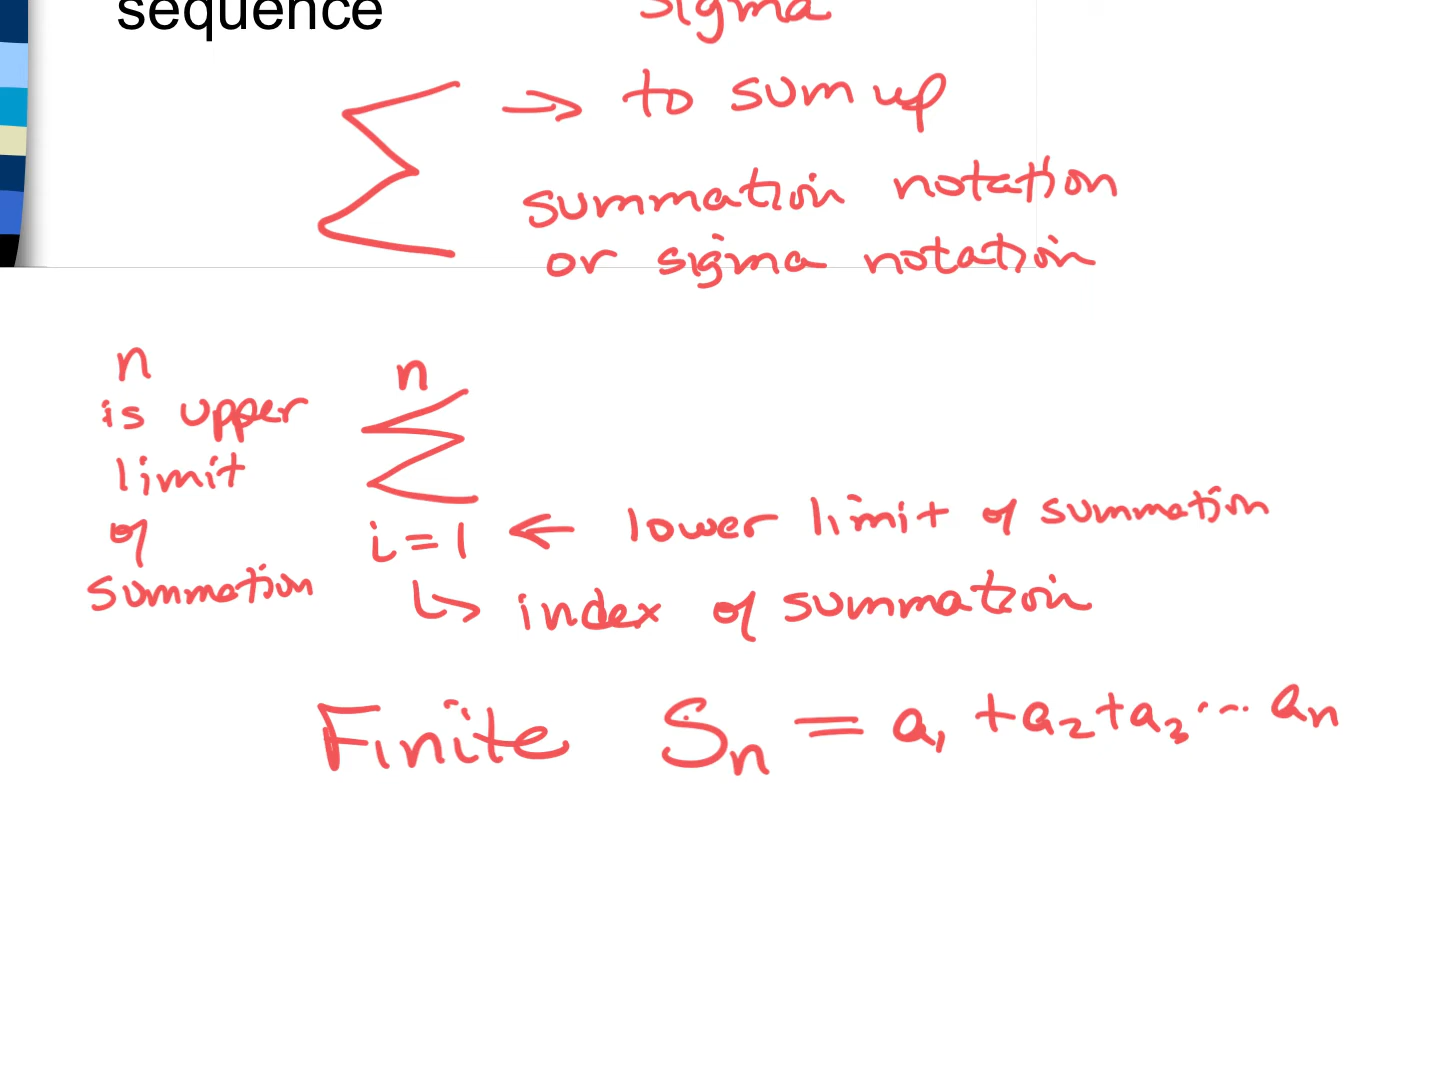 sequence
sigma
Σ → to sum up
summation notation
or sigma notation
n
is upper
limit
of
summation
n
Σ
i=1 ← lower limit of summation
↳ index of summation
Finite Sₙ = a₁ + a₂ + a₃ ... aₙ